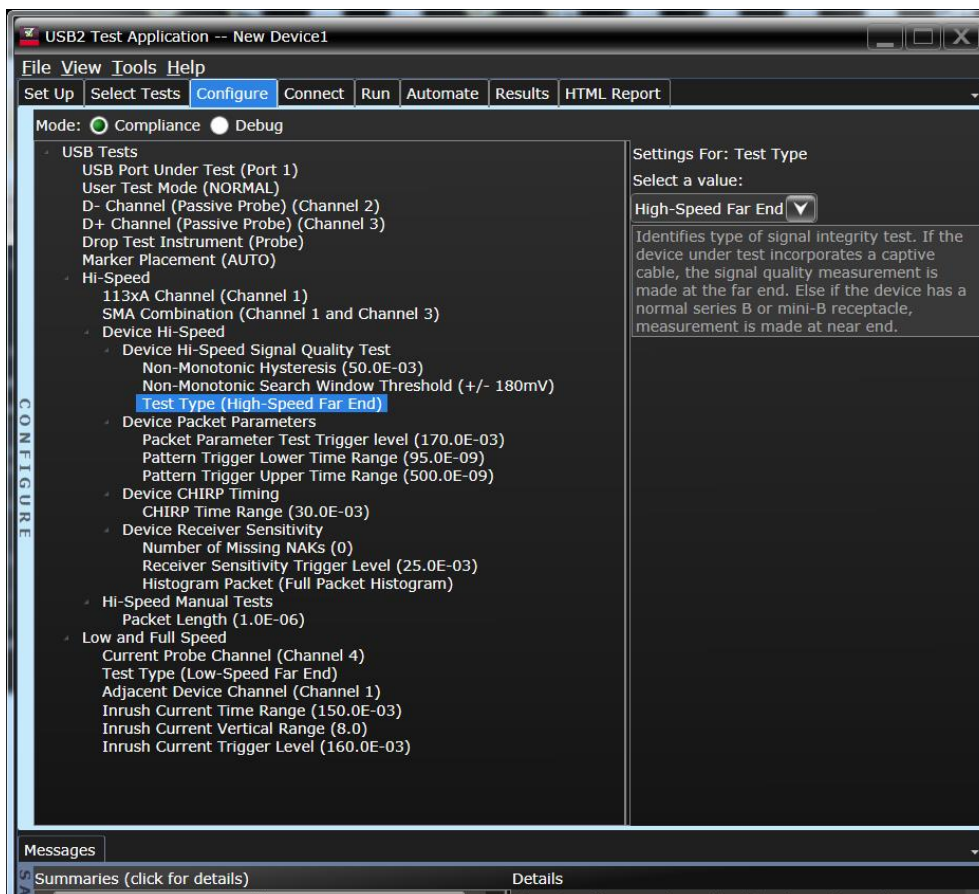 USB2 Test Application -- New Device1
File View Tools Help
Set Up Select Tests Configure Connect Run Automate Results HTML Report
Mode: Compliance Debug
USB Tests
USB Port Under Test (Port 1)
User Test Mode (NORMAL)
D- Channel (Passive Probe) (Channel 2)
D+ Channel (Passive Probe) (Channel 3)
Drop Test Instrument (Probe)
Marker Placement (AUTO)
Hi-Speed
113xA Channel (Channel 1)
SMA Combination (Channel 1 and Channel 3)
Device Hi-Speed
Device Hi-Speed Signal Quality Test
Non-Monotonic Hysteresis (50.0E-03)
Non-Monotonic Search Window Threshold (+/- 180mV)
Test Type (High-Speed Far End)
Device Packet Parameters
Packet Parameter Test Trigger level (170.0E-03)
Pattern Trigger Lower Time Range (95.0E-09)
Pattern Trigger Upper Time Range (500.0E-09)
Device CHIRP Timing
CHIRP Time Range (30.0E-03)
Device Receiver Sensitivity
Number of Missing NAKs (0)
Receiver Sensitivity Trigger Level (25.0E-03)
Histogram Packet (Full Packet Histogram)
Hi-Speed Manual Tests
Packet Length (1.0E-06)
Low and Full Speed
Current Probe Channel (Channel 4)
Test Type (Low-Speed Far End)
Adjacent Device Channel (Channel 1)
Inrush Current Time Range (150.0E-03)
Inrush Current Vertical Range (8.0)
Inrush Current Trigger Level (160.0E-03)
CONFIGURE
Settings For: Test Type
Select a value:
High-Speed Far End
Identifies type of signal integrity test. If the
device under test incorporates a captive
cable, the signal quality measurement is
made at the far end. Else if the device has a
normal series B or mini-B receptacle,
measurement is made at near end.
Messages
Summaries (click for details) Details